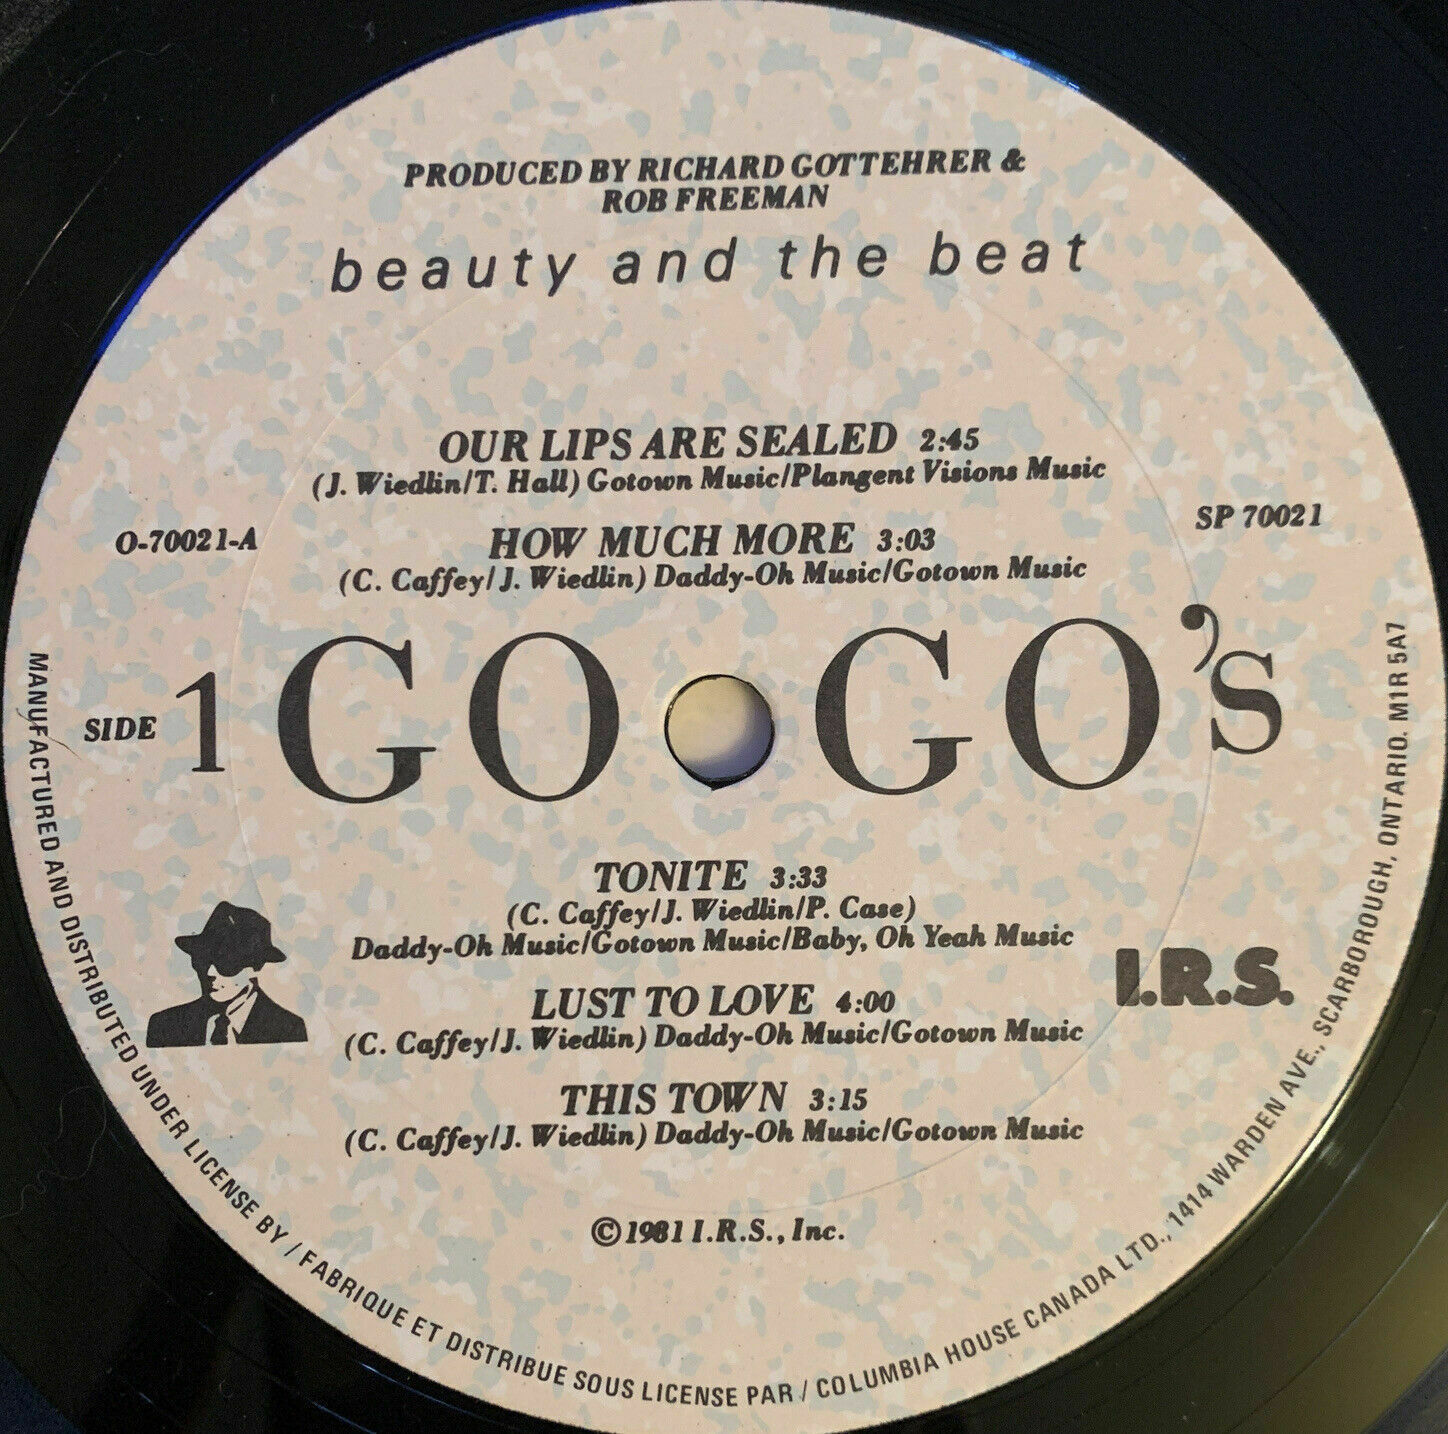 PRODUCED BY RICHARD GOTTEHRER &
ROB FREEMAN
beauty and the beat
OUR LIPS ARE SEALED 2:45
(J. Wiedlin/T. Hall) Gotown Music/Plangent Visions Music
O-70021-A
SP 70021
HOW MUCH MORE 3:03
(C. Caffey/J. Wiedlin) Daddy-Oh Music/Gotown Music
SIDE 1
GO GO's
TONITE 3:33
(C. Caffey/J. Wiedlin/P. Case)
Daddy-Oh Music/Gotown Music/Baby, Oh Yeah Music
I.R.S.
LUST TO LOVE 4:00
(C. Caffey/J. Wiedlin) Daddy-Oh Music/Gotown Music
THIS TOWN 3:15
(C. Caffey/J. Wiedlin) Daddy-Oh Music/Gotown Music
©1981 I.R.S., Inc.
MANUFACTURED AND DISTRIBUTED UNDER LICENSE BY / FABRIQUE ET DISTRIBUE SOUS LICENSE PAR / COLUMBIA HOUSE CANADA LTD., 1414 WARDEN AVE., SCARBOROUGH, ONTARIO. M1R 5A7